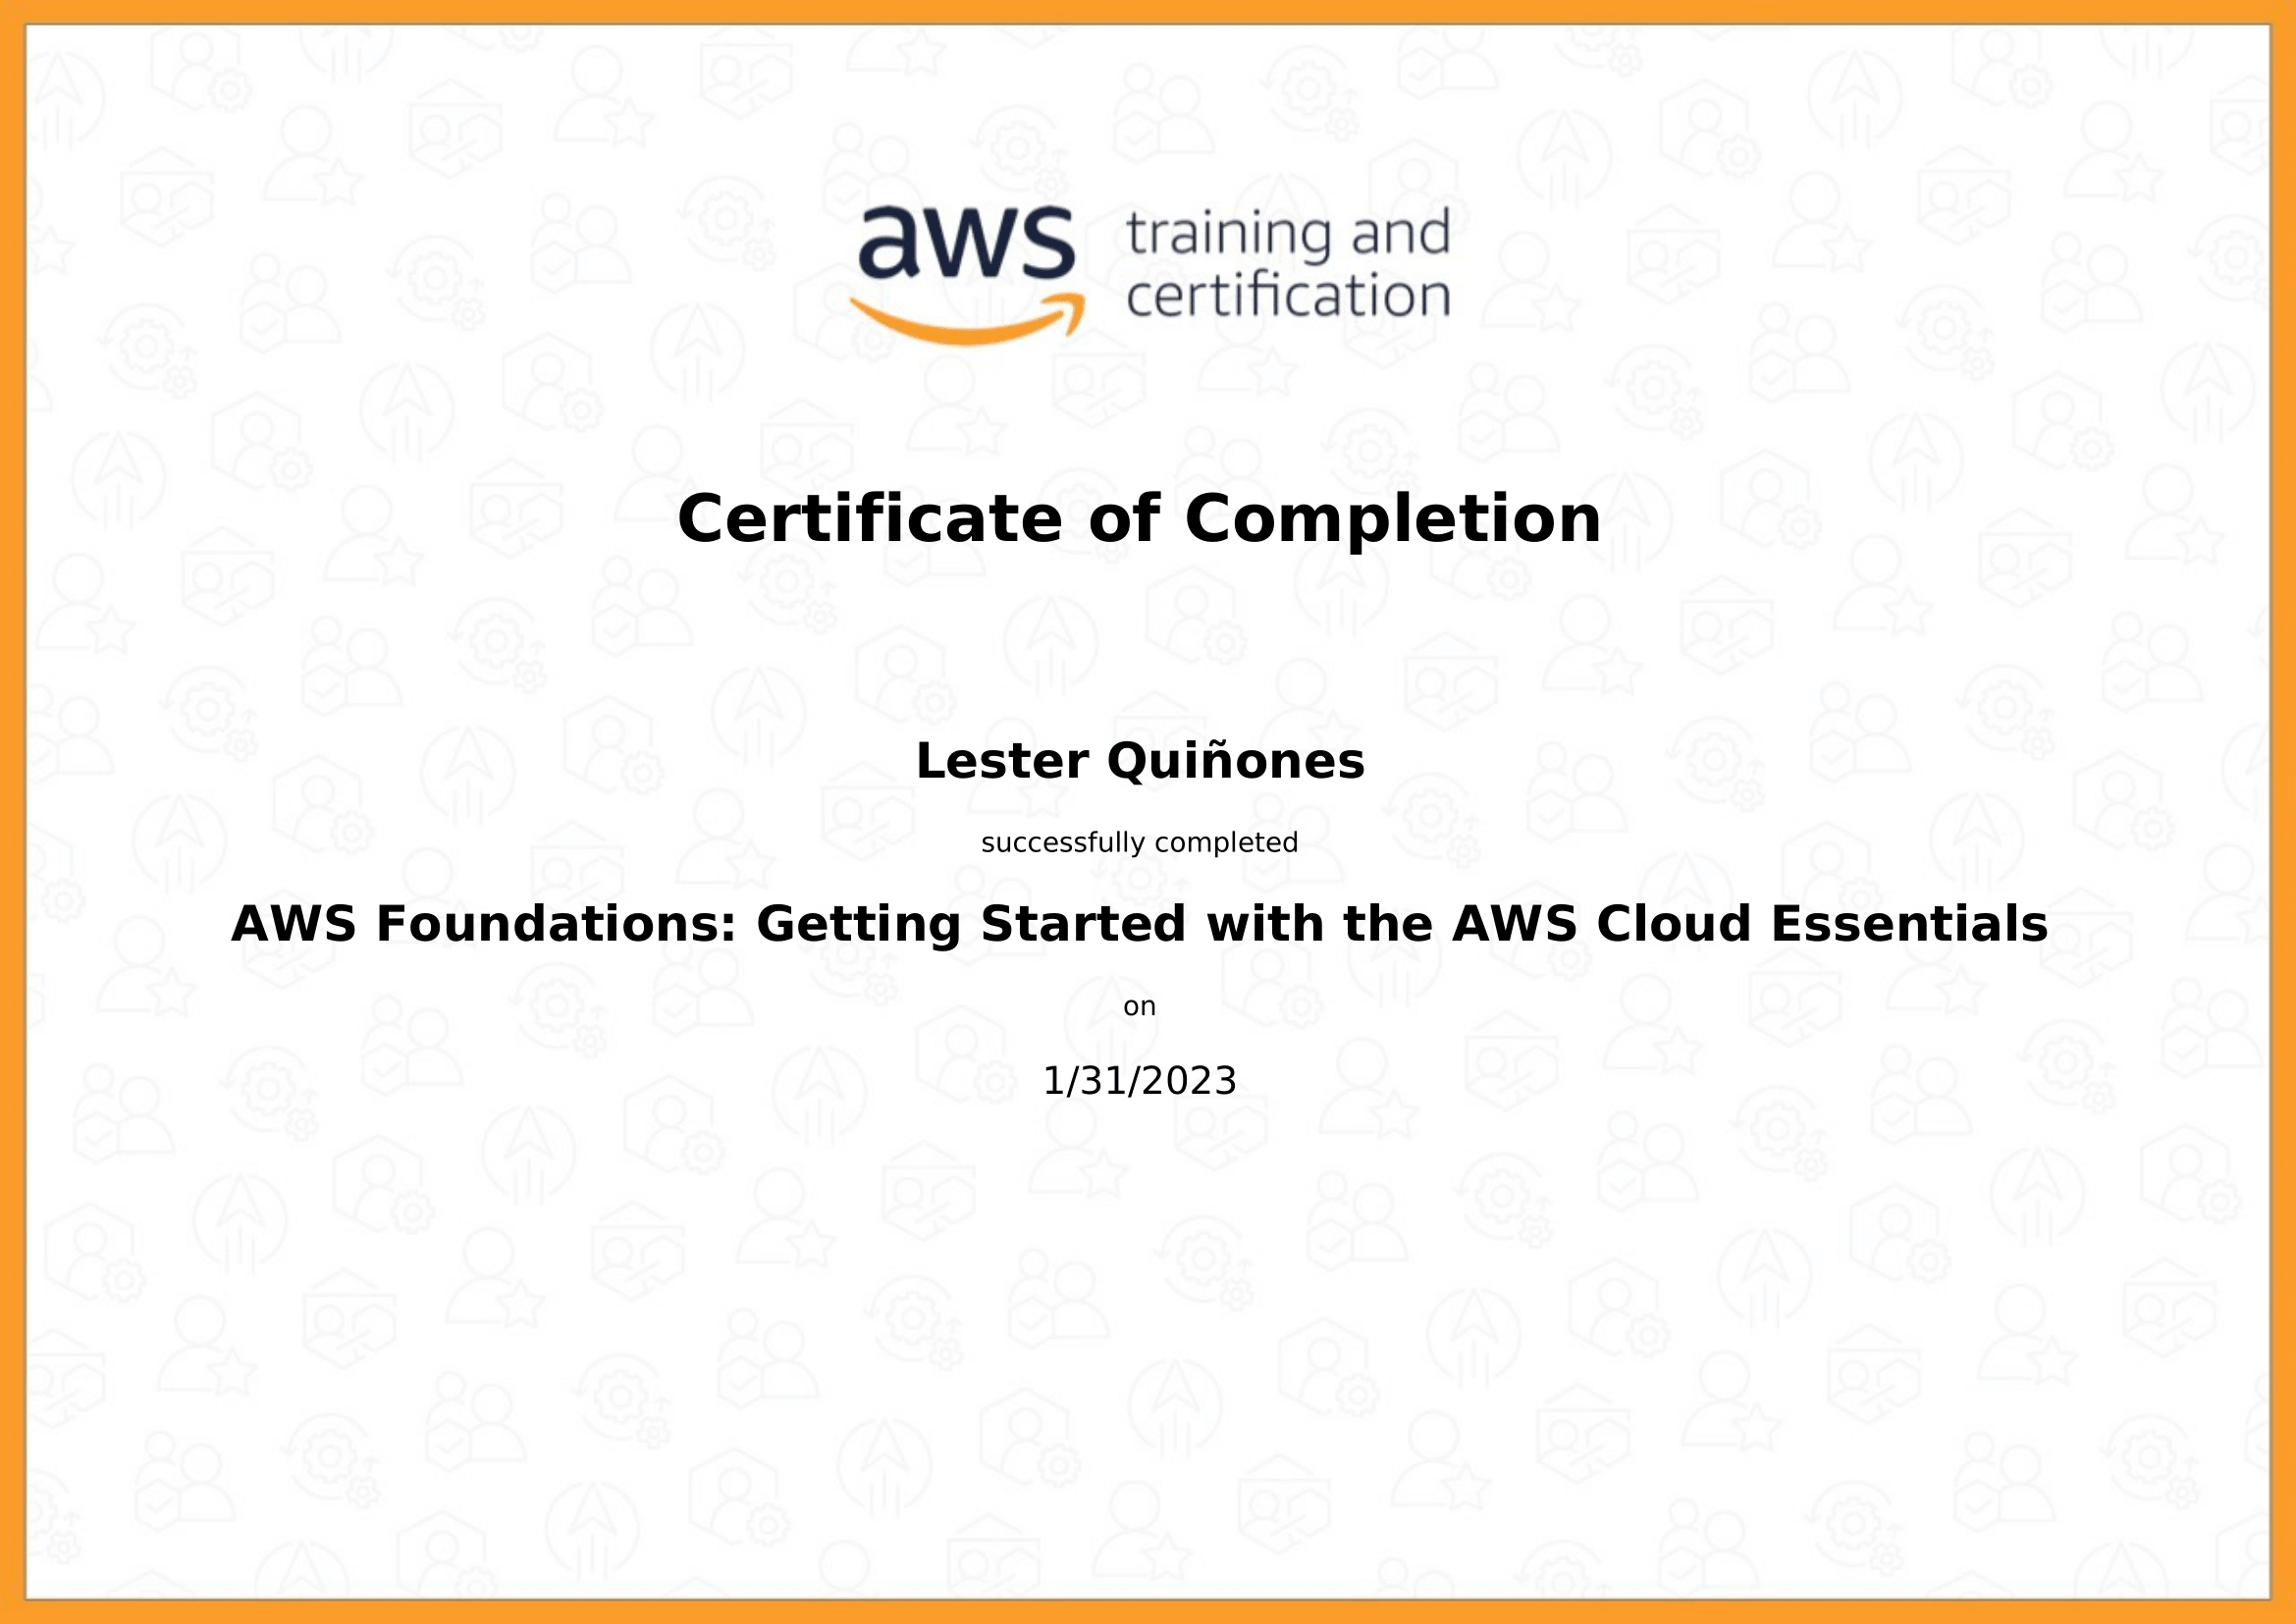 aws training and
certification
Certificate of Completion
Lester Quiñones
successfully completed
AWS Foundations: Getting Started with the AWS Cloud Essentials
on
1/31/2023